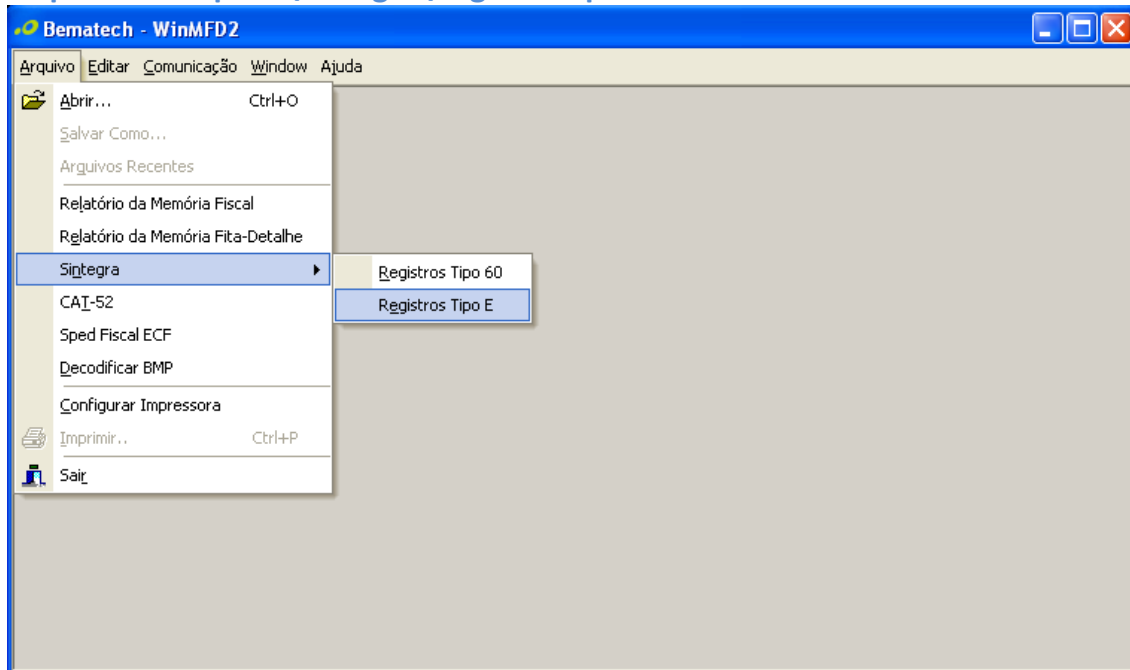 Bematech - WinMFD2
Arquivo Editar Comunicação Window Ajuda
Abrir... Ctrl+O
Salvar Como...
Arquivos Recentes
Relatório da Memória Fiscal
Relatório da Memória Fita-Detalhe
Sintegra
Registros Tipo 60
CAT-52
Registros Tipo E
Sped Fiscal ECF
Decodificar BMP
Configurar Impressora
Imprimir.. Ctrl+P
Sair